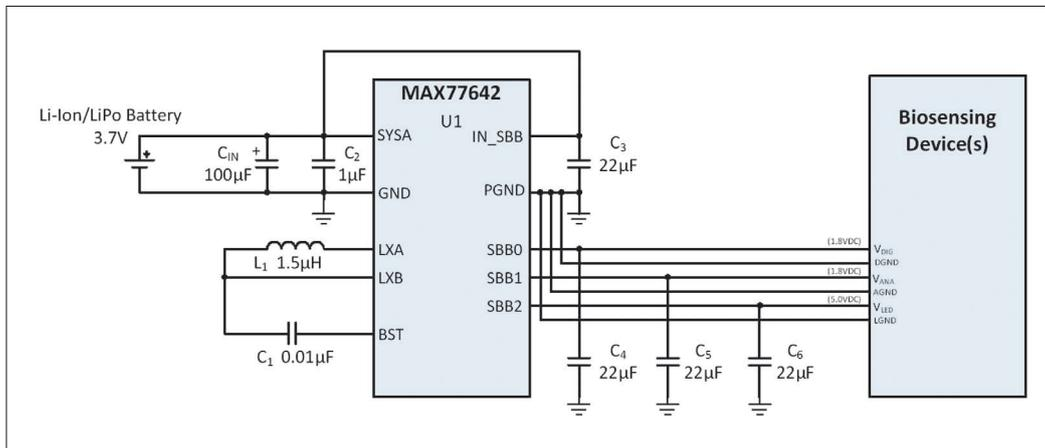 MAX77642
U1
Li-Ion/LiPo Battery
3.7V
+
CIN
100µF
+
C2
1µF
SYSA
GND
LXA
LXB
BST
IN_SBB
PGND
SBB0
SBB1
SBB2
L1 1.5µH
C1 0.01µF
C3
22µF
C4
22µF
C5
22µF
C6
22µF
(1.8VDC)
(1.8VDC)
(5.0VDC)
Biosensing
Device(s)
VDIG
DGND
VANA
AGND
VLED
LGND